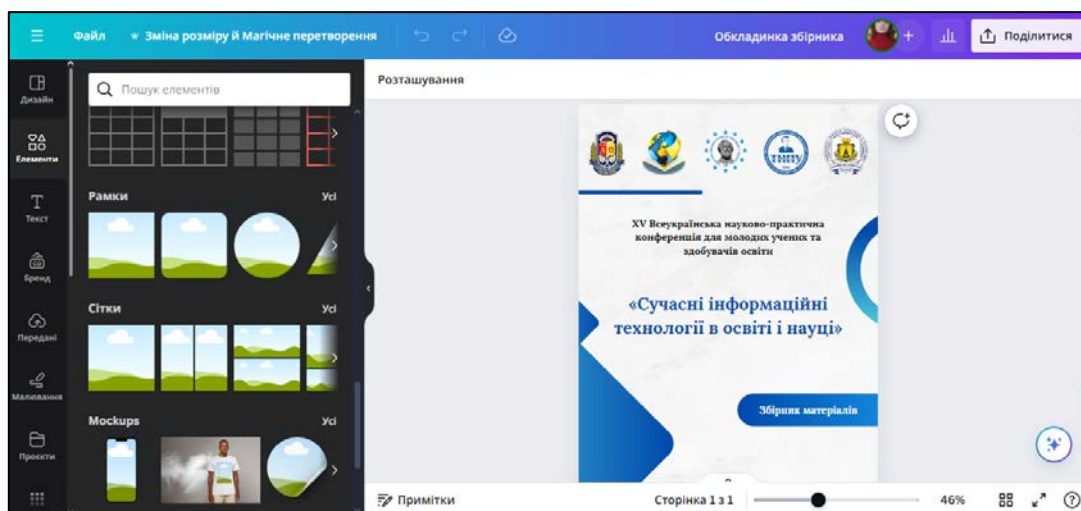 Файл
Зміна розміру й Магічне перетворення
Обкладинка збірника
Поділитися
Дизайн
Елементи
Текст
Бренд
Передані
Малювання
Проєкти
Пошук елементів
Рамки
Усі
Сітки
Усі
Mockups
Усі
Розташування
ТНПУ
XV Всеукраїнська науково-практична
конференція для молодих учених та
здобувачів освіти
«Сучасні інформаційні
технології в освіті і науці»
Збірник матеріалів
Примітки
Сторінка 1 з 1
46%